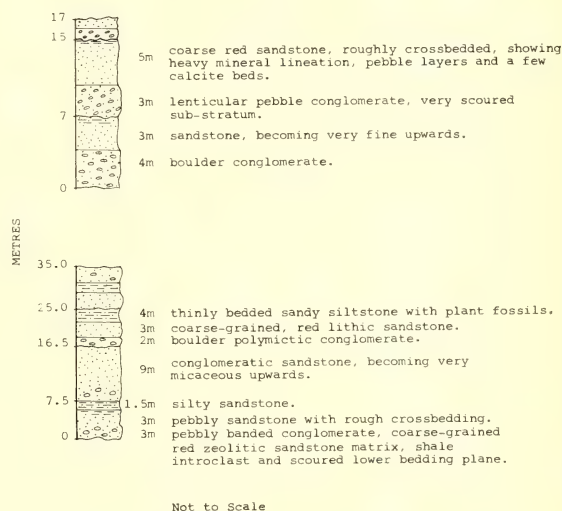 17
15
5m coarse red sandstone, roughly crossbedded, showing
heavy mineral lineation, pebble layers and a few
calcite beds.
7
3m lenticular pebble conglomerate, very scoured
sub-stratum.
3m sandstone, becoming very fine upwards.
4m boulder conglomerate.
0
METRES
35.0
25.0
4m thinly bedded sandy siltstone with plant fossils.
3m coarse-grained, red lithic sandstone.
16.5
2m boulder polymictic conglomerate.
9m conglomeratic sandstone, becoming very
micaceous upwards.
7.5
1.5m silty sandstone.
3m pebbly sandstone with rough crossbedding.
0
3m pebbly banded conglomerate, coarse-grained
red zeolitic sandstone matrix, shale
introclast and scoured lower bedding plane.
Not to Scale